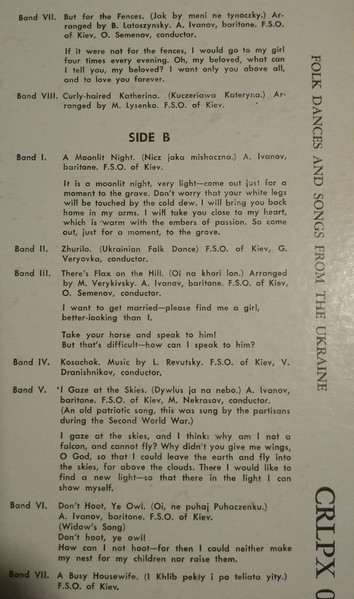 Band VII. But for the Fences. (Jak by meni ne tynoczky.) Ar-
ranged by B. Latoszynsky. A. Ivanov, baritone. F.S.O.
of Kiev, O. Semenov, conductor.
If it were not for the fences, I would go to my girl
four times every evening. Oh, my beloved, what can
I tell you, my beloved? I want only you above all,
and to love you forever.
Band VIII. Curly-haired Katherina. (Kuczeriawa Kateryna.) Ar-
ranged by M. Lysenko. F.S.O. of Kiev.
SIDE B
Band I. A Moonlit Night. (Nicz jaka mishaczna.) A. Ivanov,
baritone. F.S.O. of Kiev.
It is a moonlit night, very light—come out just for a
moment to the grave. Don't worry that your white legs
will be touched by the cold dew. I will bring you back
home in my arms. I will take you close to my heart,
which is warm with the embers of passion. So come
out, just for a moment, to the grove.
Band II. Zhurilo. (Ukrainian Folk Dance) F.S.O. of Kiev, G.
Veryovka, conductor.
Band III. There's Flax on the Hill. (Oi na khori lon.) Arranged
by M. Verykivsky. A. Ivanov, baritone. F.S.O. of Kiev,
O. Semenov, conductor.
I want to get married—please find me a girl,
better-looking than I.
Take your horse and speak to him!
But that's difficult—how can I speak to him?
Band IV. Kosachok. Music by L. Revutsky. F.S.O. of Kiev, V.
Dranishnikov, conductor.
Band V. I Gaze at the Skies. (Dywlus ja na nebo.) A. Ivanov,
baritone. F.S.O. of Kiev, M. Nekrasov, conductor.
(An old patriotic song, this was sung by the partisans
during the Second World War.)
I gaze at the skies, and I think: why am I not a
falcon, and cannot fly? Why didn't you give me wings,
O God, so that I could leave the earth and fly into
the skies, far above the clouds. There I would like to
find a new light—so that there in the light I can
show myself.
Band VI. Don't Hoot, Ye Owl. (Oi, ne puhaj Puhaczenku.)
A. Ivanov, baritone. F.S.O. of Kiev.
(Widow's Song)
Don't hoot, ye owl!
How can I not hoot—for then I could neither make
my nest for my children nor raise them.
Band VII. A Busy Housewife. (I Khlib pekty i po teliata yity.)
F.S.O. of Kiev.
FOLK DANCES AND SONGS FROM THE UKRAINE
CRLPX 0